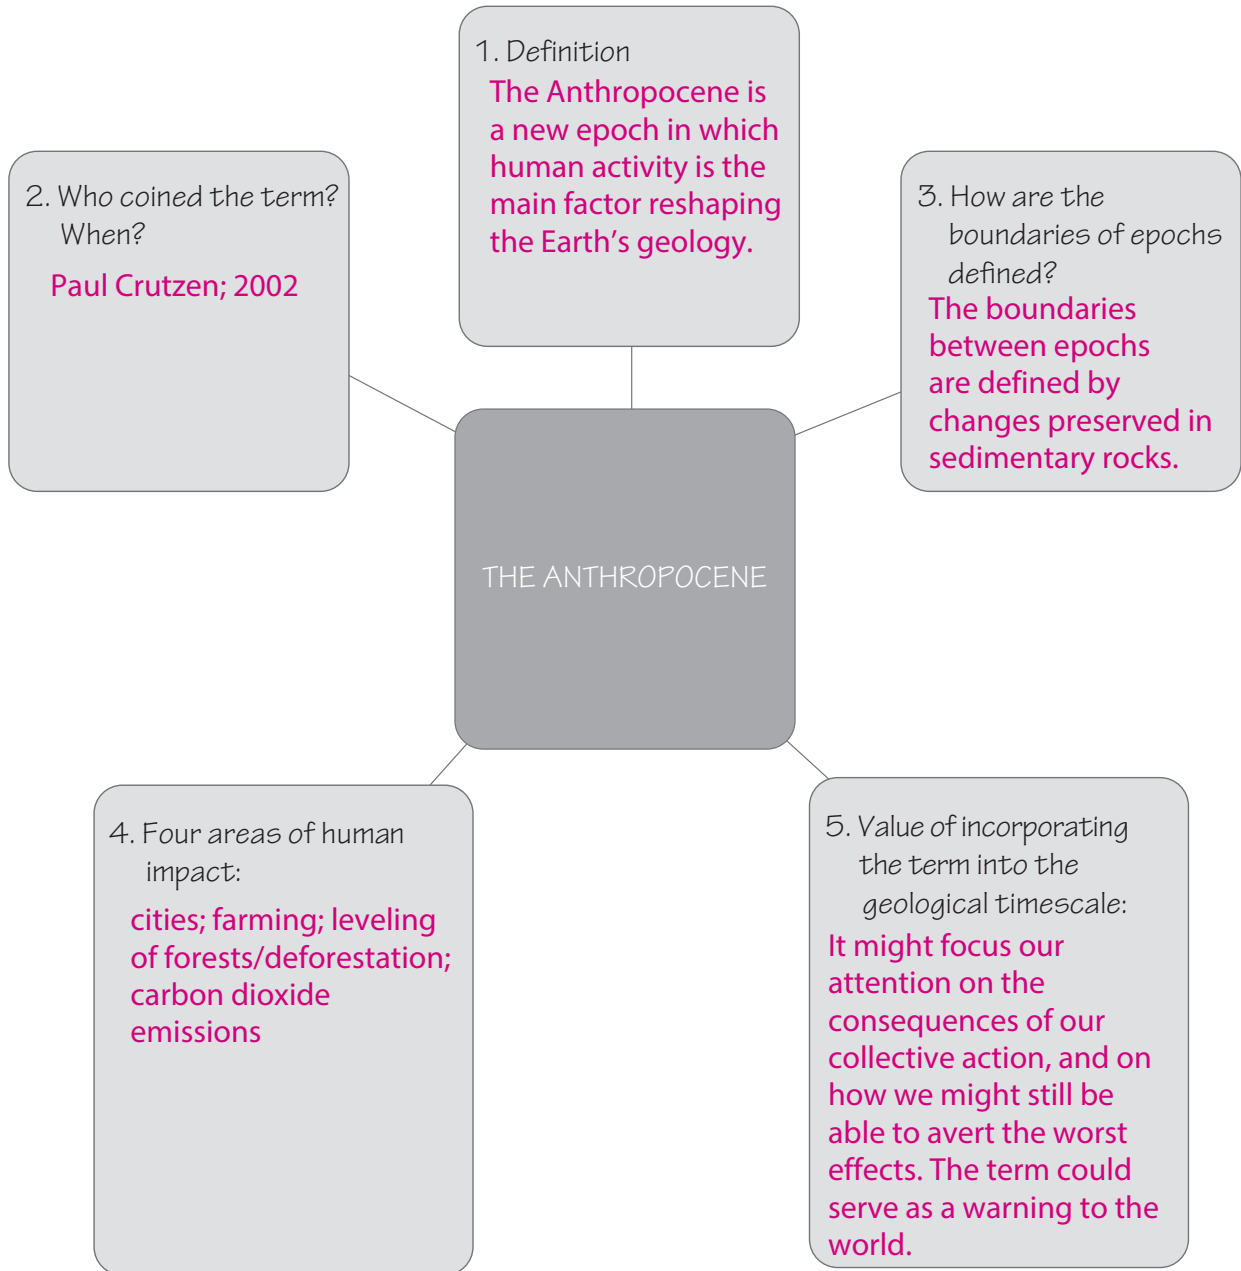 1. Definition
The Anthropocene is
a new epoch in which
human activity is the
main factor reshaping
the Earth's geology.
2. Who coined the term?
When?
Paul Crutzen; 2002
3. How are the
boundaries of epochs
defined?
The boundaries
between epochs
are defined by
changes preserved in
sedimentary rocks.
THE ANTHROPOCENE
4. Four areas of human
impact:
cities; farming; leveling
of forests/deforestation;
carbon dioxide
emissions
5. Value of incorporating
the term into the
geological timescale:
It might focus our
attention on the
consequences of our
collective action, and on
how we might still be
able to avert the worst
effects. The term could
serve as a warning to the
world.